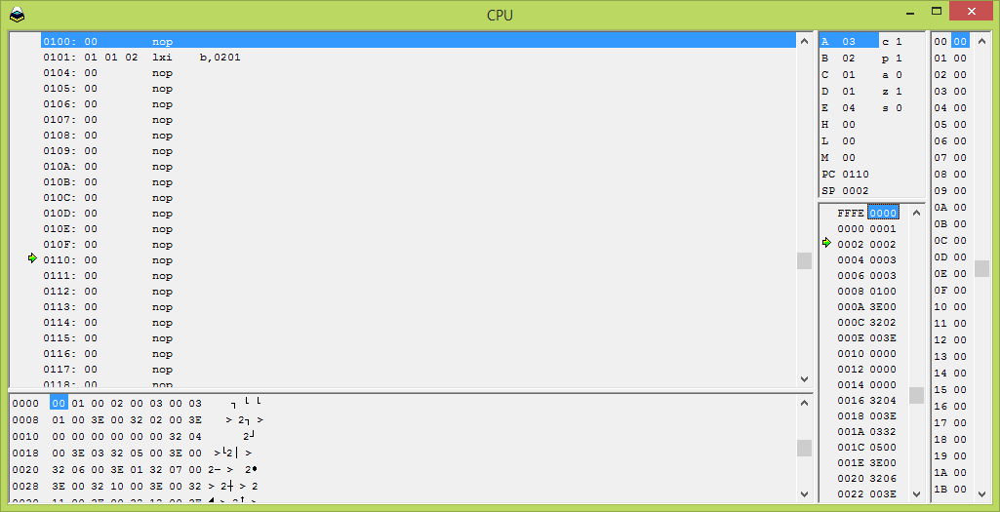 CPU
0100: 00 nop
0101: 01 01 02 lxi b,0201
0104: 00 nop
0105: 00 nop
0106: 00 nop
0107: 00 nop
0108: 00 nop
0109: 00 nop
010A: 00 nop
010B: 00 nop
010C: 00 nop
010D: 00 nop
010E: 00 nop
010F: 00 nop
0110: 00 nop
0111: 00 nop
0112: 00 nop
0113: 00 nop
0114: 00 nop
0115: 00 nop
0116: 00 nop
0117: 00 nop
0118: 00 nop
0000 00 01 00 02 00 03 00 03 ┐ └ └
0008 01 00 3E 00 32 02 00 3E > 2┐ >
0010 00 00 00 00 00 00 32 04 2┘
0018 00 3E 03 32 05 00 3E 00 >└2│ >
0020 32 06 00 3E 01 32 07 00 2─ > 2•
0028 3E 00 32 10 00 3E 00 32 > 2┼ > 2
A 03 c 1
B 02 p 1
C 01 a 0
D 01 z 1
E 04 s 0
H 00
L 00
M 00
PC 0110
SP 0002
FFFE 0000
0000 0001
0002 0002
0004 0003
0006 0003
0008 0100
000A 3E00
000C 3202
000E 003E
0010 0000
0012 0000
0014 0000
0016 3204
0018 003E
001A 0332
001C 0500
001E 3E00
0020 3206
0022 003E
00 00
01 00
02 00
03 00
04 00
05 00
06 00
07 00
08 00
09 00
0A 00
0B 00
0C 00
0D 00
0E 00
0F 00
10 00
11 00
12 00
13 00
14 00
15 00
16 00
17 00
18 00
19 00
1A 00
1B 00